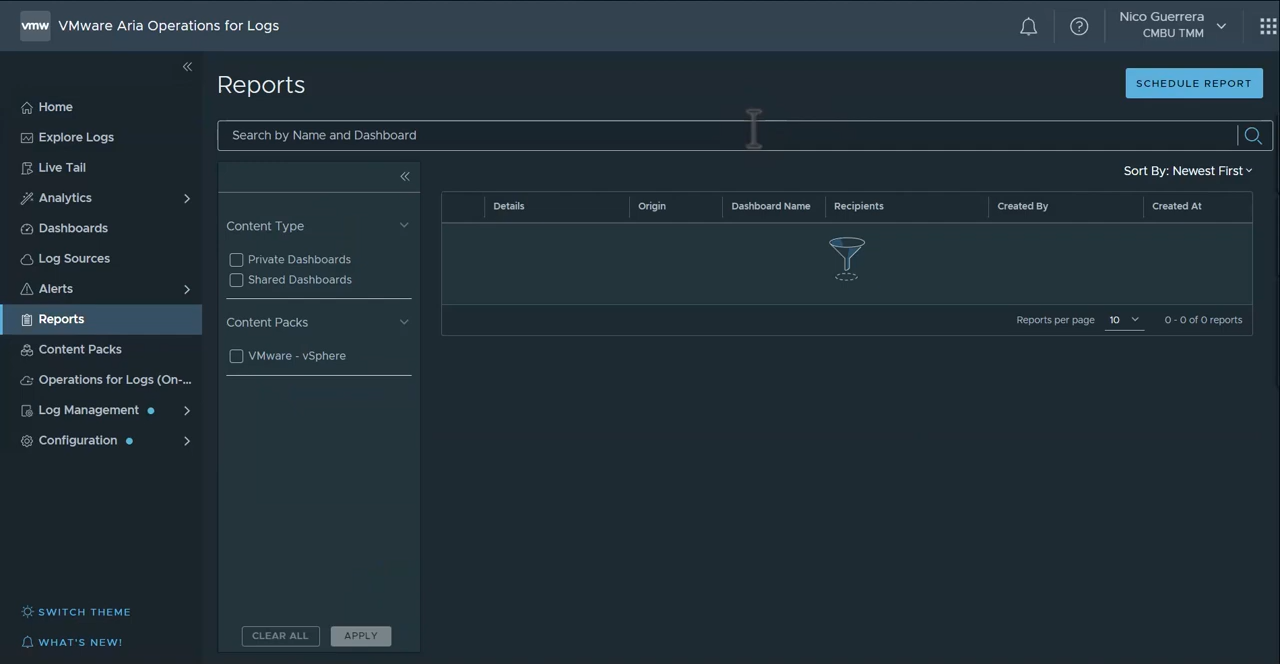 vmw VMware Aria Operations for Logs
Nico Guerrera
CMBU TMM
Home
Explore Logs
Live Tail
Analytics
Dashboards
Log Sources
Alerts
Reports
Content Packs
Operations for Logs (On-...
Log Management
Configuration
SWITCH THEME
WHAT'S NEW!
Reports
SCHEDULE REPORT
Search by Name and Dashboard
Sort By: Newest First
Content Type
Private Dashboards
Shared Dashboards
Content Packs
VMware - vSphere
CLEAR ALL APPLY
Details Origin Dashboard Name Recipients Created By Created At
Reports per page 10 0 - 0 of 0 reports